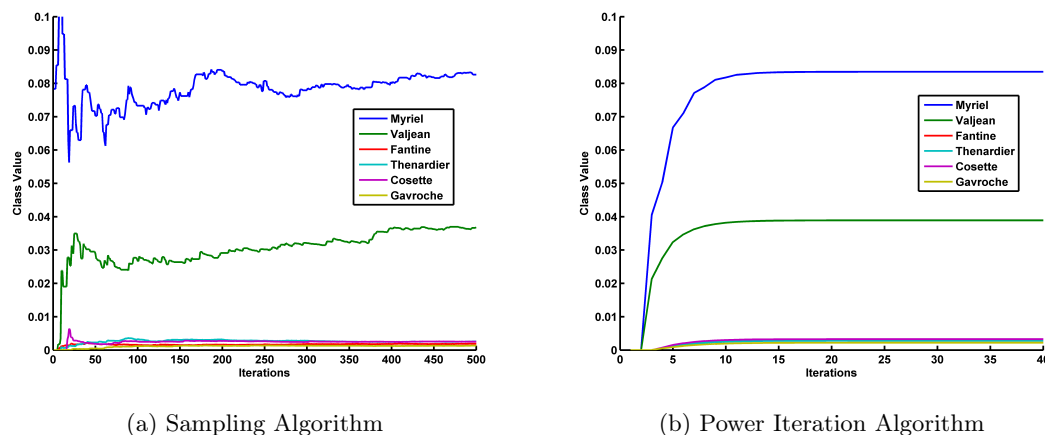 0.1
0.09
0.08
0.07
0.06
0.05
0.04
0.03
0.02
0.01
0
Class Value
Myriel
Valjean
Fantine
Thenardier
Cosette
Gavroche
0 50 100 150 200 250 300 350 400 450 500
Iterations
(a) Sampling Algorithm
0.1
0.09
0.08
0.07
0.06
0.05
0.04
0.03
0.02
0.01
0
Class Value
Myriel
Valjean
Fantine
Thenardier
Cosette
Gavroche
0 5 10 15 20 25 30 35 40
Iterations
(b) Power Iteration Algorithm